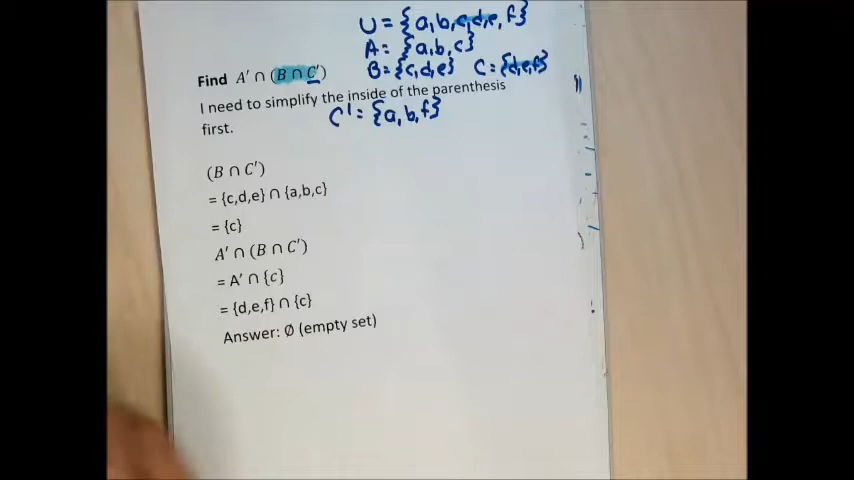 U = {a,b,c,d,e,f}
A = {a,b,c}
Find A′ ∩ (B ∩ C′) B = {c,d,e} C = {d,e,f}
I need to simplify the inside of the parenthesis
first. C' = {a,b,f}
(B ∩ C′)
= {c,d,e} ∩ {a,b,c}
= {c}
A′ ∩ (B ∩ C′)
= A′ ∩ {c}
= {d,e,f} ∩ {c}
Answer: Ø (empty set)